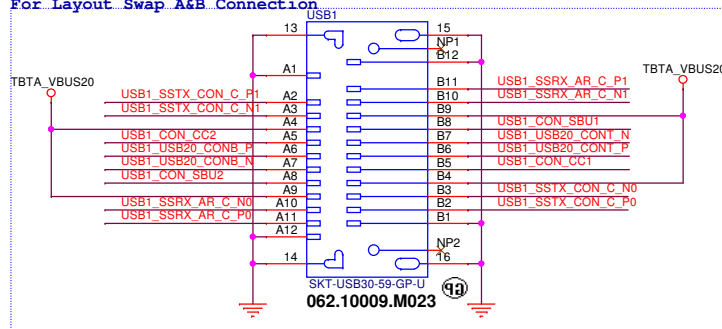 For Layout Swap A&B Connection
USB1
13
15
NP1
B12
TBTA_VBUS20
TBTA_VBUS20
A1
B11
USB1_SSRX_AR_C_P1
USB1_SSTX_CON_C_P1
A2
B10
USB1_SSRX_AR_C_N1
USB1_SSTX_CON_C_N1
A3
B9
A4
B8
USB1_CON_SBU1
USB1_CON_CC2
A5
B7
USB1_USB20_CONT_N
USB1_USB20_CONB_P
A6
B6
USB1_USB20_CONT_P
USB1_USB20_CONB_N
A7
B5
USB1_CON_CC1
USB1_CON_SBU2
A8
B4
A9
B3
USB1_SSTX_CON_C_N0
USB1_SSRX_AR_C_N0
A10
B2
USB1_SSTX_CON_C_P0
USB1_SSRX_AR_C_P0
A11
B1
A12
NP2
14
16
SKT-USB30-59-GP-U
062.10009.M023
GP